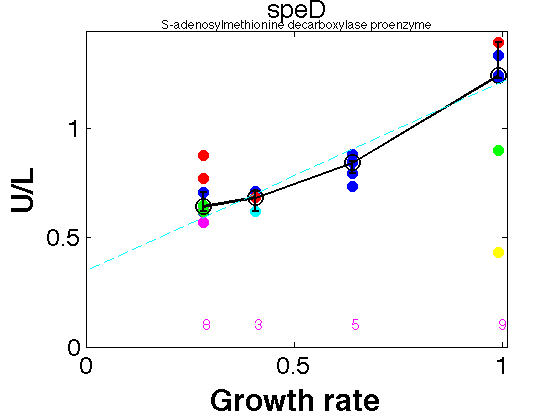 speD
S-adenosylmethionine decarboxylase proenzyme
U/L
1
0.5
0
8
3
5
9
0
0.5
1
Growth rate